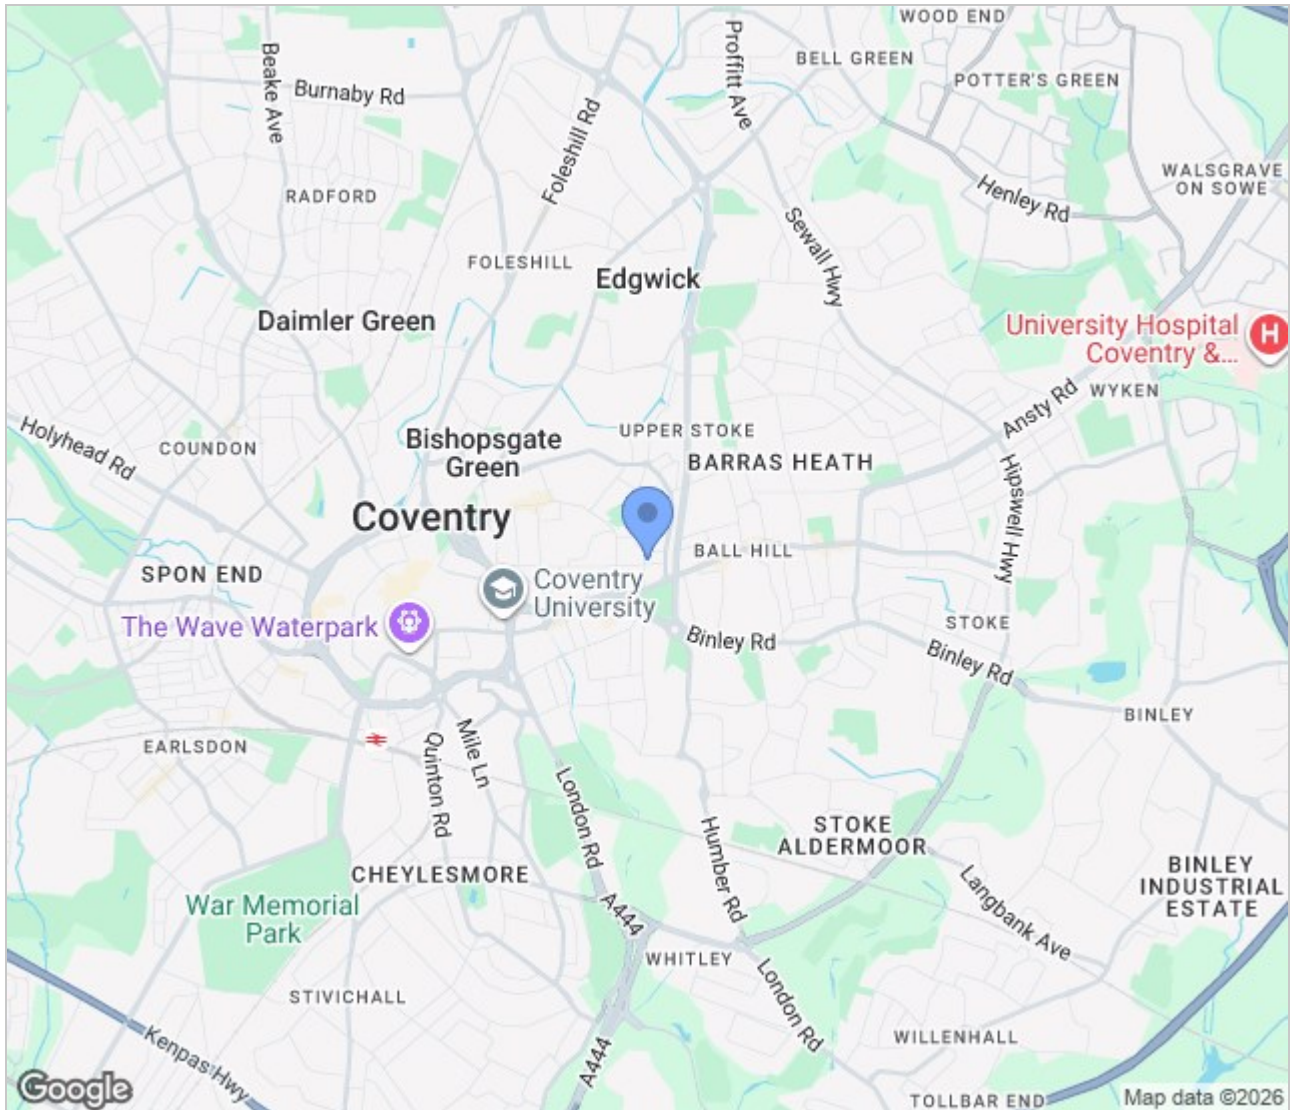 WOOD END
BELL GREEN
POTTER'S GREEN
Proffitt Ave
Beake Ave
Burnaby Rd
Foleshill Rd
WALSGRAVE
ON SOWE
Henley Rd
RADFORD
Sewall Hwy
FOLESHILL
Edgwick
Daimler Green
University Hospital
Coventry &...
H
WYKEN
Ansty Rd
Holyhead Rd
COUNDON
Bishopsgate
Green
UPPER STOKE
BARRAS HEATH
Hipswell Hwy
Coventry
BALL HILL
SPON END
Coventry
University
The Wave Waterpark
STOKE
Binley Rd
Binley Rd
BINLEY
EARLSDON
Mile Ln
Quinton Rd
London Rd
Humber Rd
STOKE
ALDERMOOR
CHEYLESMORE
Langbank Ave
BINLEY
INDUSTRIAL
ESTATE
War Memorial
Park
A444
WHITLEY
London Rd
STIVICHALL
WILLENHALL
Kenpas Hwy
A444
Google
TOLLBAR END
Map data ©2026